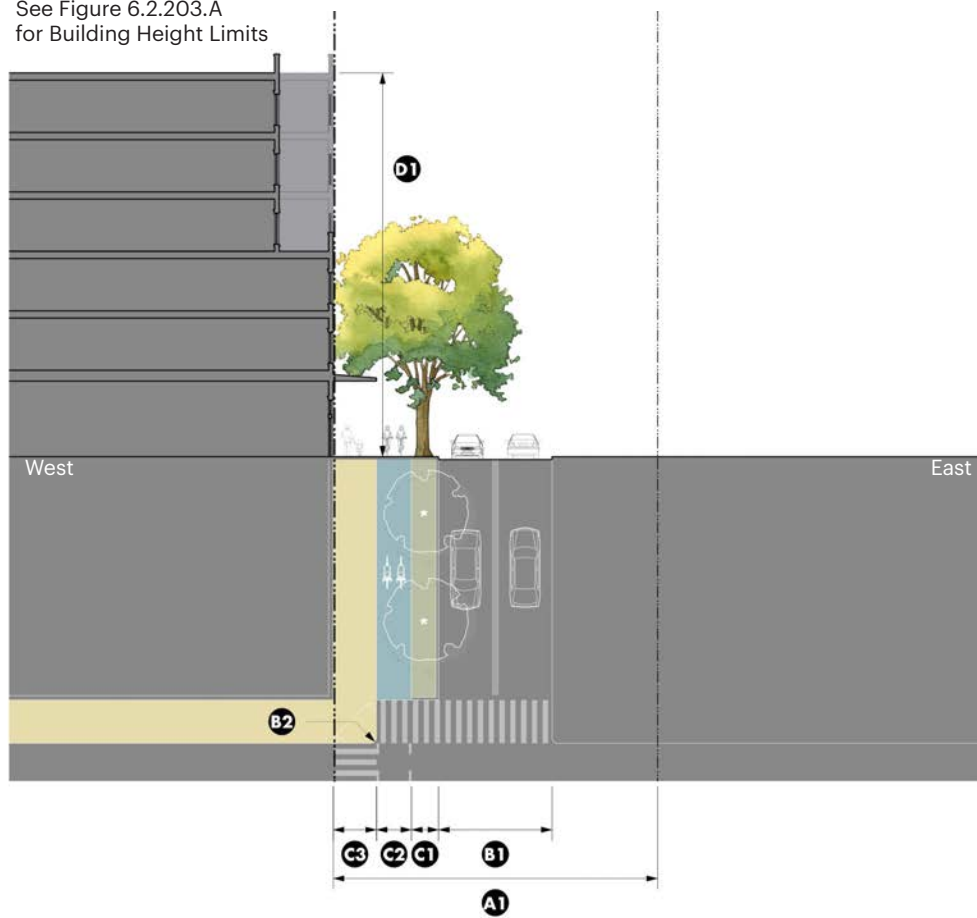 See Figure 6.2.203.A
for Building Height Limits
D1
West
East
B2
C3 C2 C1 B1
A1